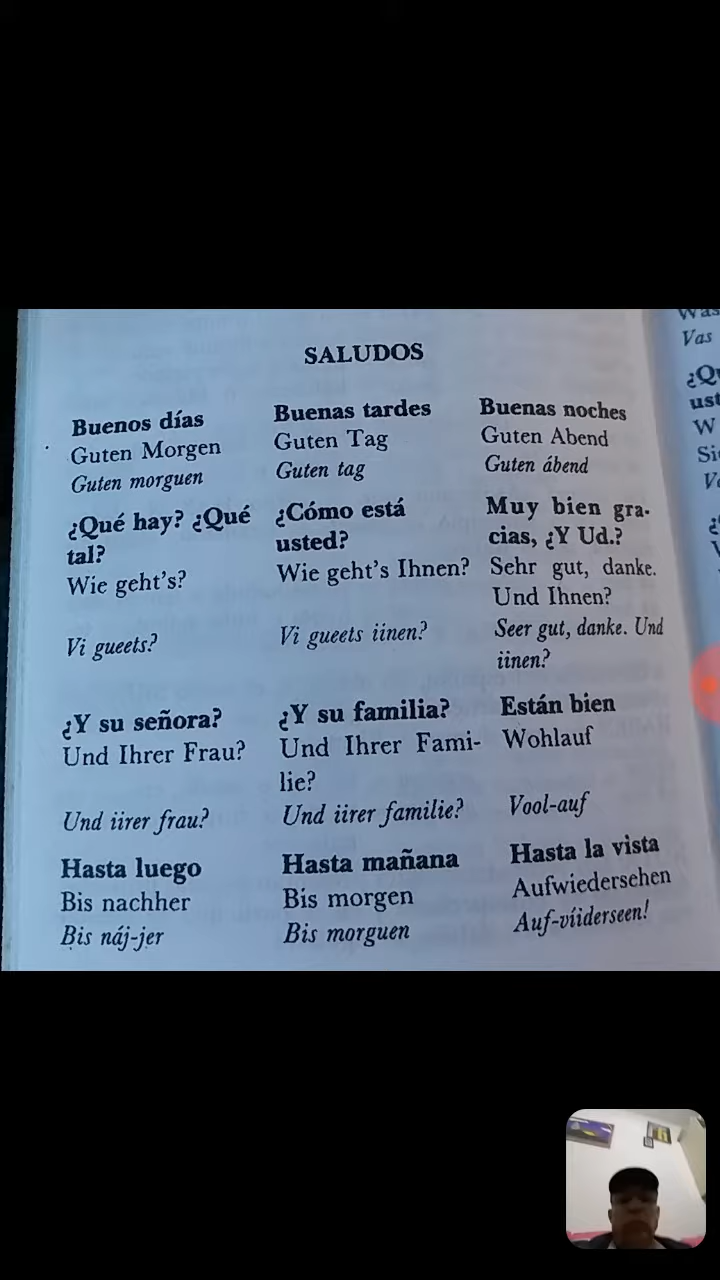 SALUDOS
Buenos días
Guten Morgen
Guten morguen
Buenas tardes
Guten Tag
Guten tag
Buenas noches
Guten Abend
Guten ábend
¿Qué hay? ¿Qué
tal?
Wie geht's?
Vi gueets?
¿Cómo está
usted?
Wie geht's Ihnen?
Vi gueets iinen?
Muy bien gra-
cias, ¿Y Ud.?
Sehr gut, danke.
Und Ihnen?
Seer gut, danke. Und
iinen?
¿Y su señora?
Und Ihrer Frau?
Und iirer frau?
¿Y su familia?
Und Ihrer Fami-
lie?
Und iirer familie?
Están bien
Wohlauf
Vool-auf
Hasta luego
Bis nachher
Bis náj-jer
Hasta mañana
Bis morgen
Bis morguen
Hasta la vista
Aufwiedersehen
Auf-víiderseen!
Vas